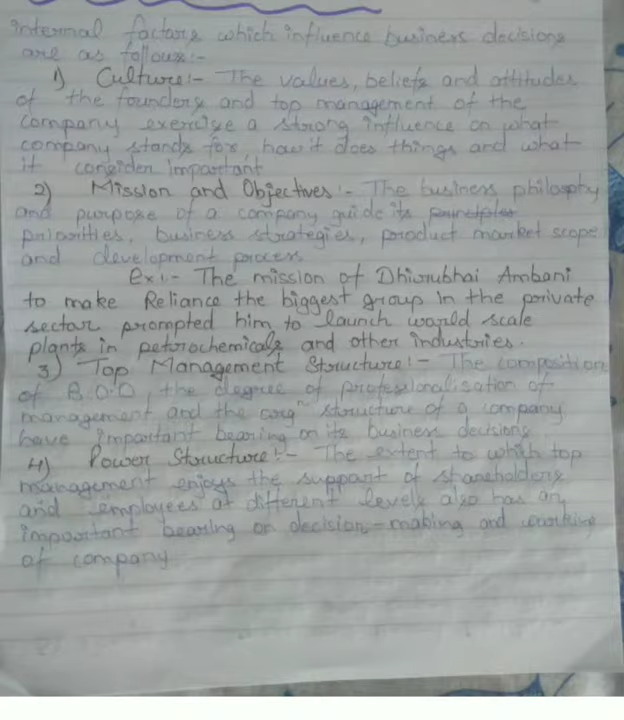 internal factors which influence business decisions
are as follows:-
1) Culture:- The values, beliefs and attitudes
of the founders and top management of the
company exercise a strong influence on what
company stands for, how it does things and what
it consider important
2) Mission and Objectives:- The business philosphy
and purpose of a company guide its principles
priorities, business strategies, product market scope
and development process
Ex:- The mission of Dhirubhai Ambani
to make Reliance the biggest group in the private
sector prompted him to launch world scale
plants in petrochemicals and other industries.
3) Top Management Structure:- The composition
of B.O.D, the degree of professionalisation of
management and the orgⁿ structure of a company
have important bearing on its business decisions
4) Power Structure:- The extent to which top
management enjoys the support of shareholders
and employees at different levels also has an
important bearing on decision-making and working
of company